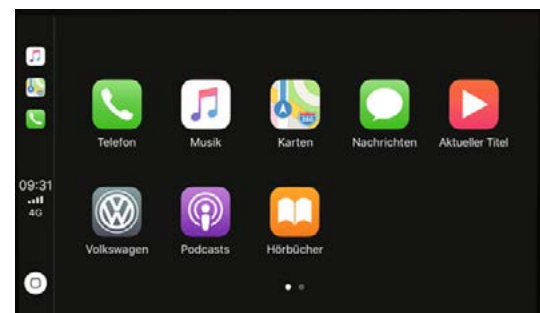 09:31
4G
Telefon
Musik
Karten
Nachrichten
Aktueller Titel
Volkswagen
Podcasts
Hörbücher